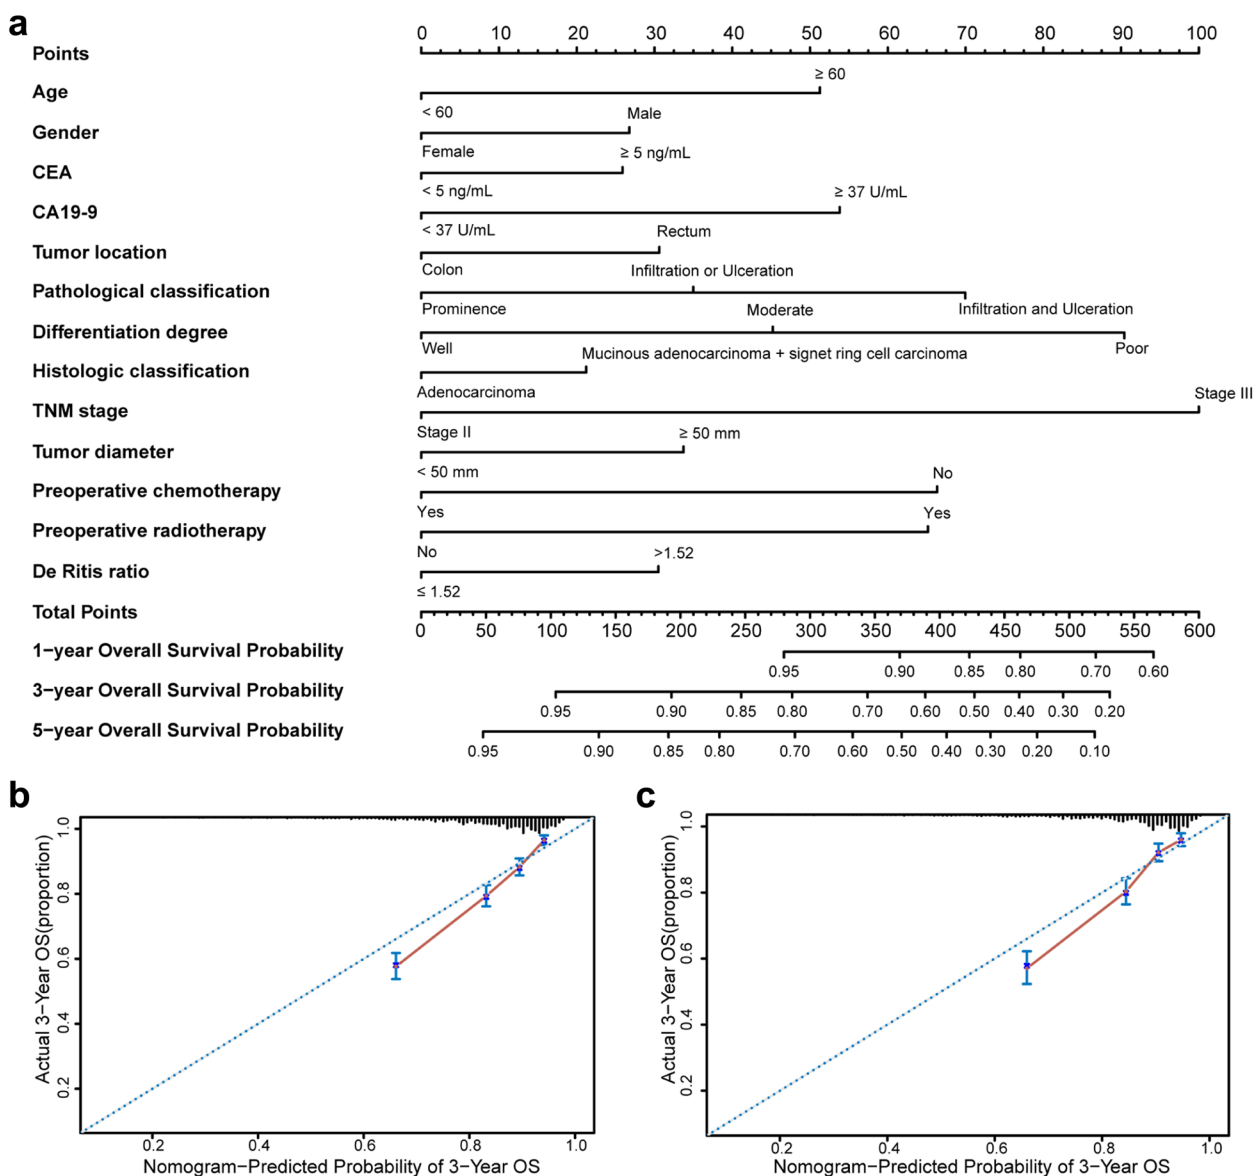 a
0 10 20 30 40 50 60 70 80 90 100
Points
≥ 60
Age
< 60
Male
Gender
Female
≥ 5 ng/mL
CEA
< 5 ng/mL
≥ 37 U/mL
CA19-9
< 37 U/mL
Rectum
Tumor location
Colon
Infiltration or Ulceration
Pathological classification
Prominence
Infiltration and Ulceration
Moderate
Differentiation degree
Well
Poor
Mucinous adenocarcinoma + signet ring cell carcinoma
Histologic classification
Adenocarcinoma
Stage III
TNM stage
Stage II
≥ 50 mm
Tumor diameter
< 50 mm
No
Preoperative chemotherapy
Yes
Yes
Preoperative radiotherapy
No
>1.52
De Ritis ratio
≤ 1.52
Total Points
0 50 100 150 200 250 300 350 400 450 500 550 600
1−year Overall Survival Probability
0.95 0.90 0.85 0.80 0.70 0.60
3−year Overall Survival Probability
0.95 0.90 0.85 0.80 0.70 0.60 0.50 0.40 0.30 0.20
5−year Overall Survival Probability
0.95 0.90 0.85 0.80 0.70 0.60 0.50 0.40 0.30 0.20 0.10
b
Actual 3−Year OS(proportion)
1.0
0.8
0.6
0.4
0.2
0.2 0.4 0.6 0.8 1.0
Nomogram−Predicted Probability of 3−Year OS
c
Actual 3−Year OS(proportion)
1.0
0.8
0.6
0.4
0.2
0.2 0.4 0.6 0.8 1.0
Nomogram−Predicted Probability of 3−Year OS